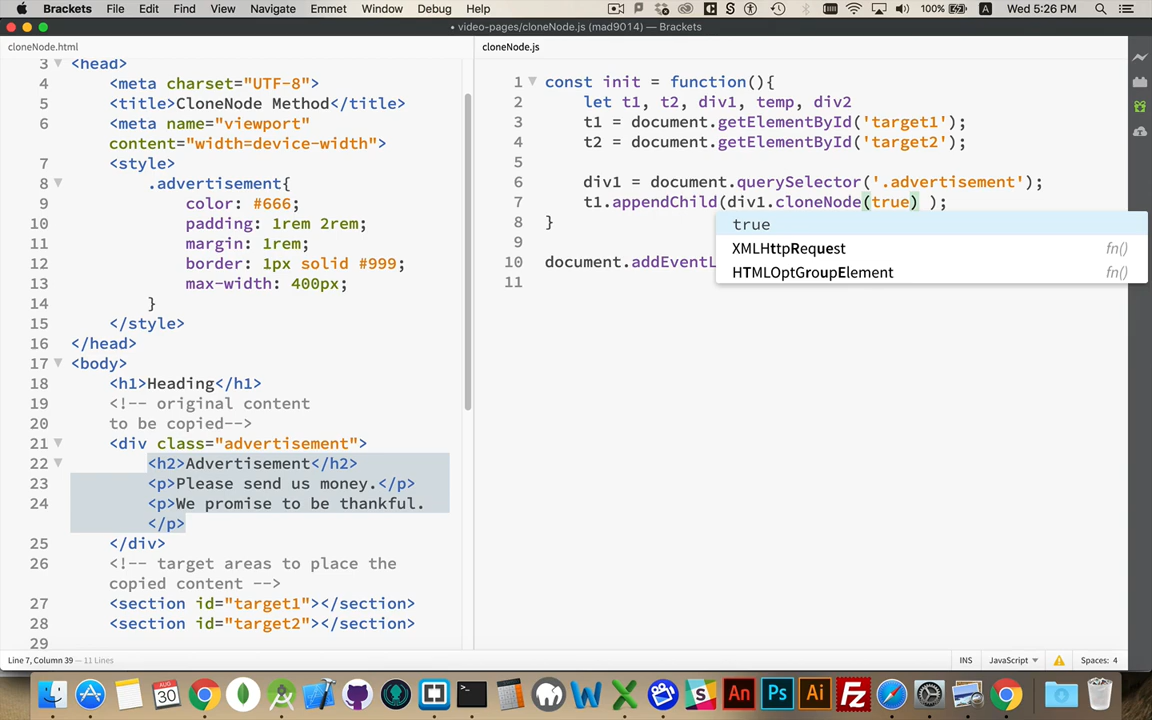 Brackets File Edit Find View Navigate Emmet Window Debug Help 100% A Wed 5:26 PM
• video-pages/cloneNode.js (mad9014) — Brackets
cloneNode.html
3 <head>
4 <meta charset="UTF-8">
5 <title>CloneNode Method</title>
6 <meta name="viewport"
content="width=device-width">
7 <style>
8 .advertisement{
9 color: #666;
10 padding: 1rem 2rem;
11 margin: 1rem;
12 border: 1px solid #999;
13 max-width: 400px;
14 }
15 </style>
16 </head>
17 <body>
18 <h1>Heading</h1>
19 <!-- original content
20 to be copied-->
21 <div class="advertisement">
22 <h2>Advertisement</h2>
23 <p>Please send us money.</p>
24 <p>We promise to be thankful.
</p>
25 </div>
26 <!-- target areas to place the
copied content -->
27 <section id="target1"></section>
28 <section id="target2"></section>
29
cloneNode.js
1 const init = function(){
2 let t1, t2, div1, temp, div2
3 t1 = document.getElementById('target1');
4 t2 = document.getElementById('target2');
5
6 div1 = document.querySelector('.advertisement');
7 t1.appendChild(div1.cloneNode(true) );
8 }
9
10 document.addEventL
11
true
XMLHttpRequest fn()
HTMLOptGroupElement fn()
Line 7, Column 39 — 11 Lines
INS JavaScript Spaces: 4
AUG
30
An Ps Ai Fz